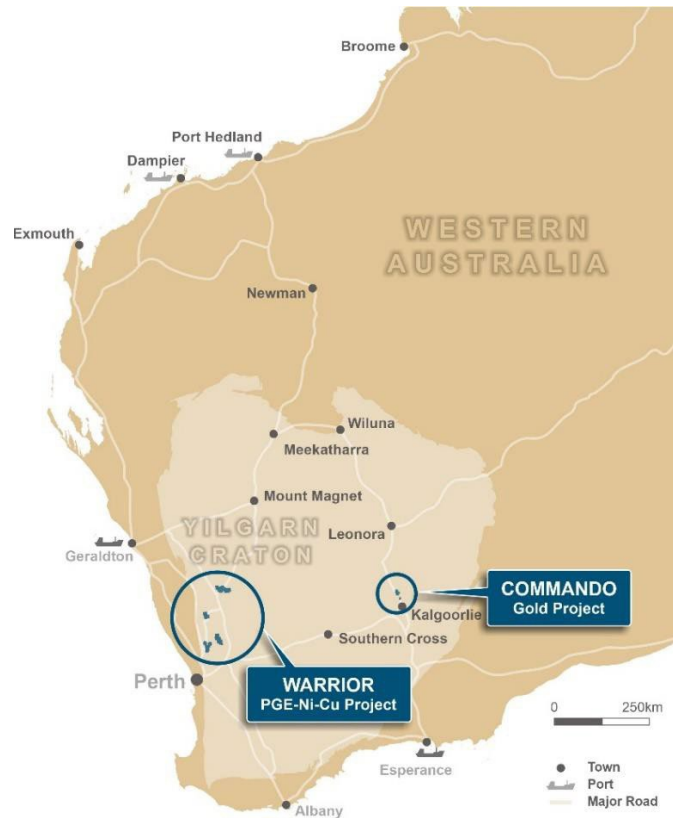 Broome
Port Hedland
Dampier
Exmouth
WESTERN
AUSTRALIA
Newman
Wiluna
Meekatharra
Mount Magnet
YILGARN
CRATON
Leonora
Geraldton
COMMANDO
Gold Project
Kalgoorlie
Southern Cross
Perth
WARRIOR
PGE-Ni-Cu Project
0 250km
Esperance
Town
Port
Major Road
Albany